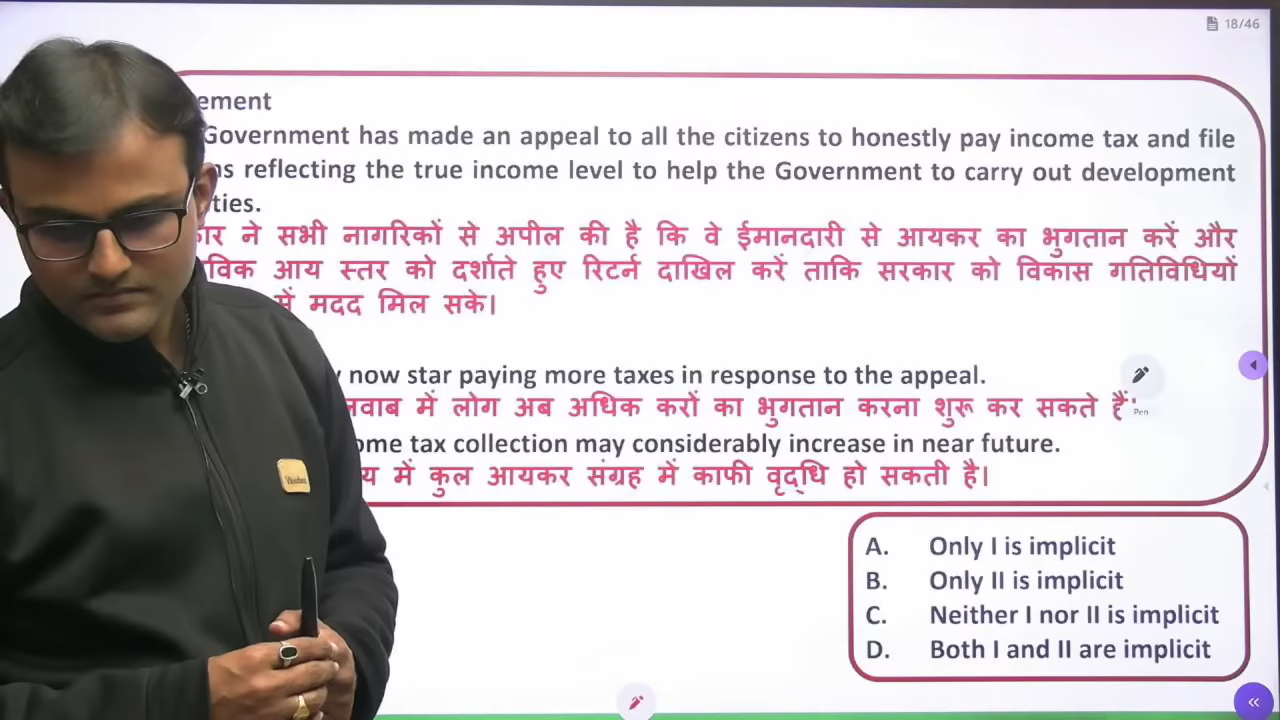 18/46
ement
Government has made an appeal to all the citizens to honestly pay income tax and file
ns reflecting the true income level to help the Government to carry out development
ties.
ार ने सभी नागरिकों से अपील की है कि वे ईमानदारी से आयकर का भुगतान करें और
विक आय स्तर को दर्शाते हुए रिटर्न दाखिल करें ताकि सरकार को विकास गतिविधियों
में मदद मिल सके।
now star paying more taxes in response to the appeal.
जवाब में लोग अब अधिक करों का भुगतान करना शुरू कर सकते हैं
Pen
ome tax collection may considerably increase in near future.
य में कुल आयकर संग्रह में काफी वृद्धि हो सकती है।
A. Only I is implicit
B. Only II is implicit
C. Neither I nor II is implicit
D. Both I and II are implicit